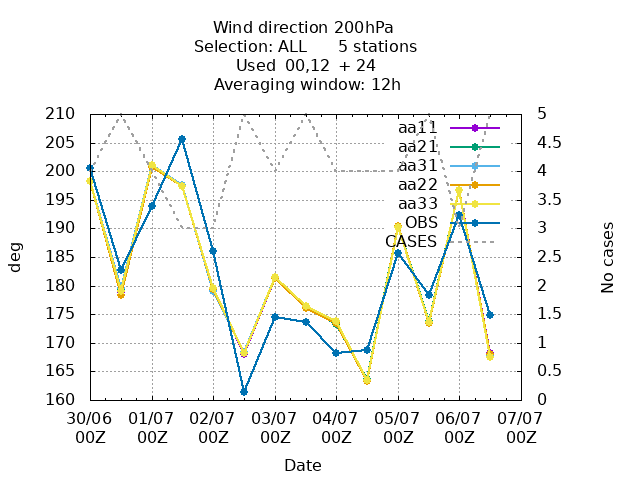 Wind direction 200hPa
Selection: ALL 5 stations
Used 00,12 + 24
Averaging window: 12h
210
205
200
195
190
185
180
175
170
165
160
deg
5
4.5
4
3.5
3
2.5
2
1.5
1
0.5
0
No cases
aa11
aa21
aa31
aa22
aa33
OBS
CASES
30/06 01/07 02/07 03/07 04/07 05/07 06/07 07/07
00Z 00Z 00Z 00Z 00Z 00Z 00Z 00Z
Date